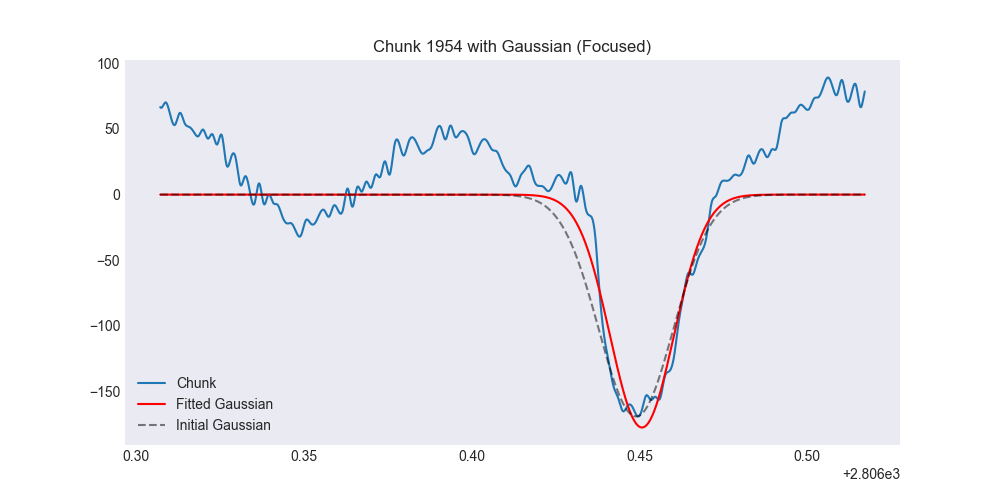 Chunk 1954 with Gaussian (Focused)
100
50
0
−50
−100
−150
Chunk
Fitted Gaussian
Initial Gaussian
0.30 0.35 0.40 0.45 0.50
+2.806e3